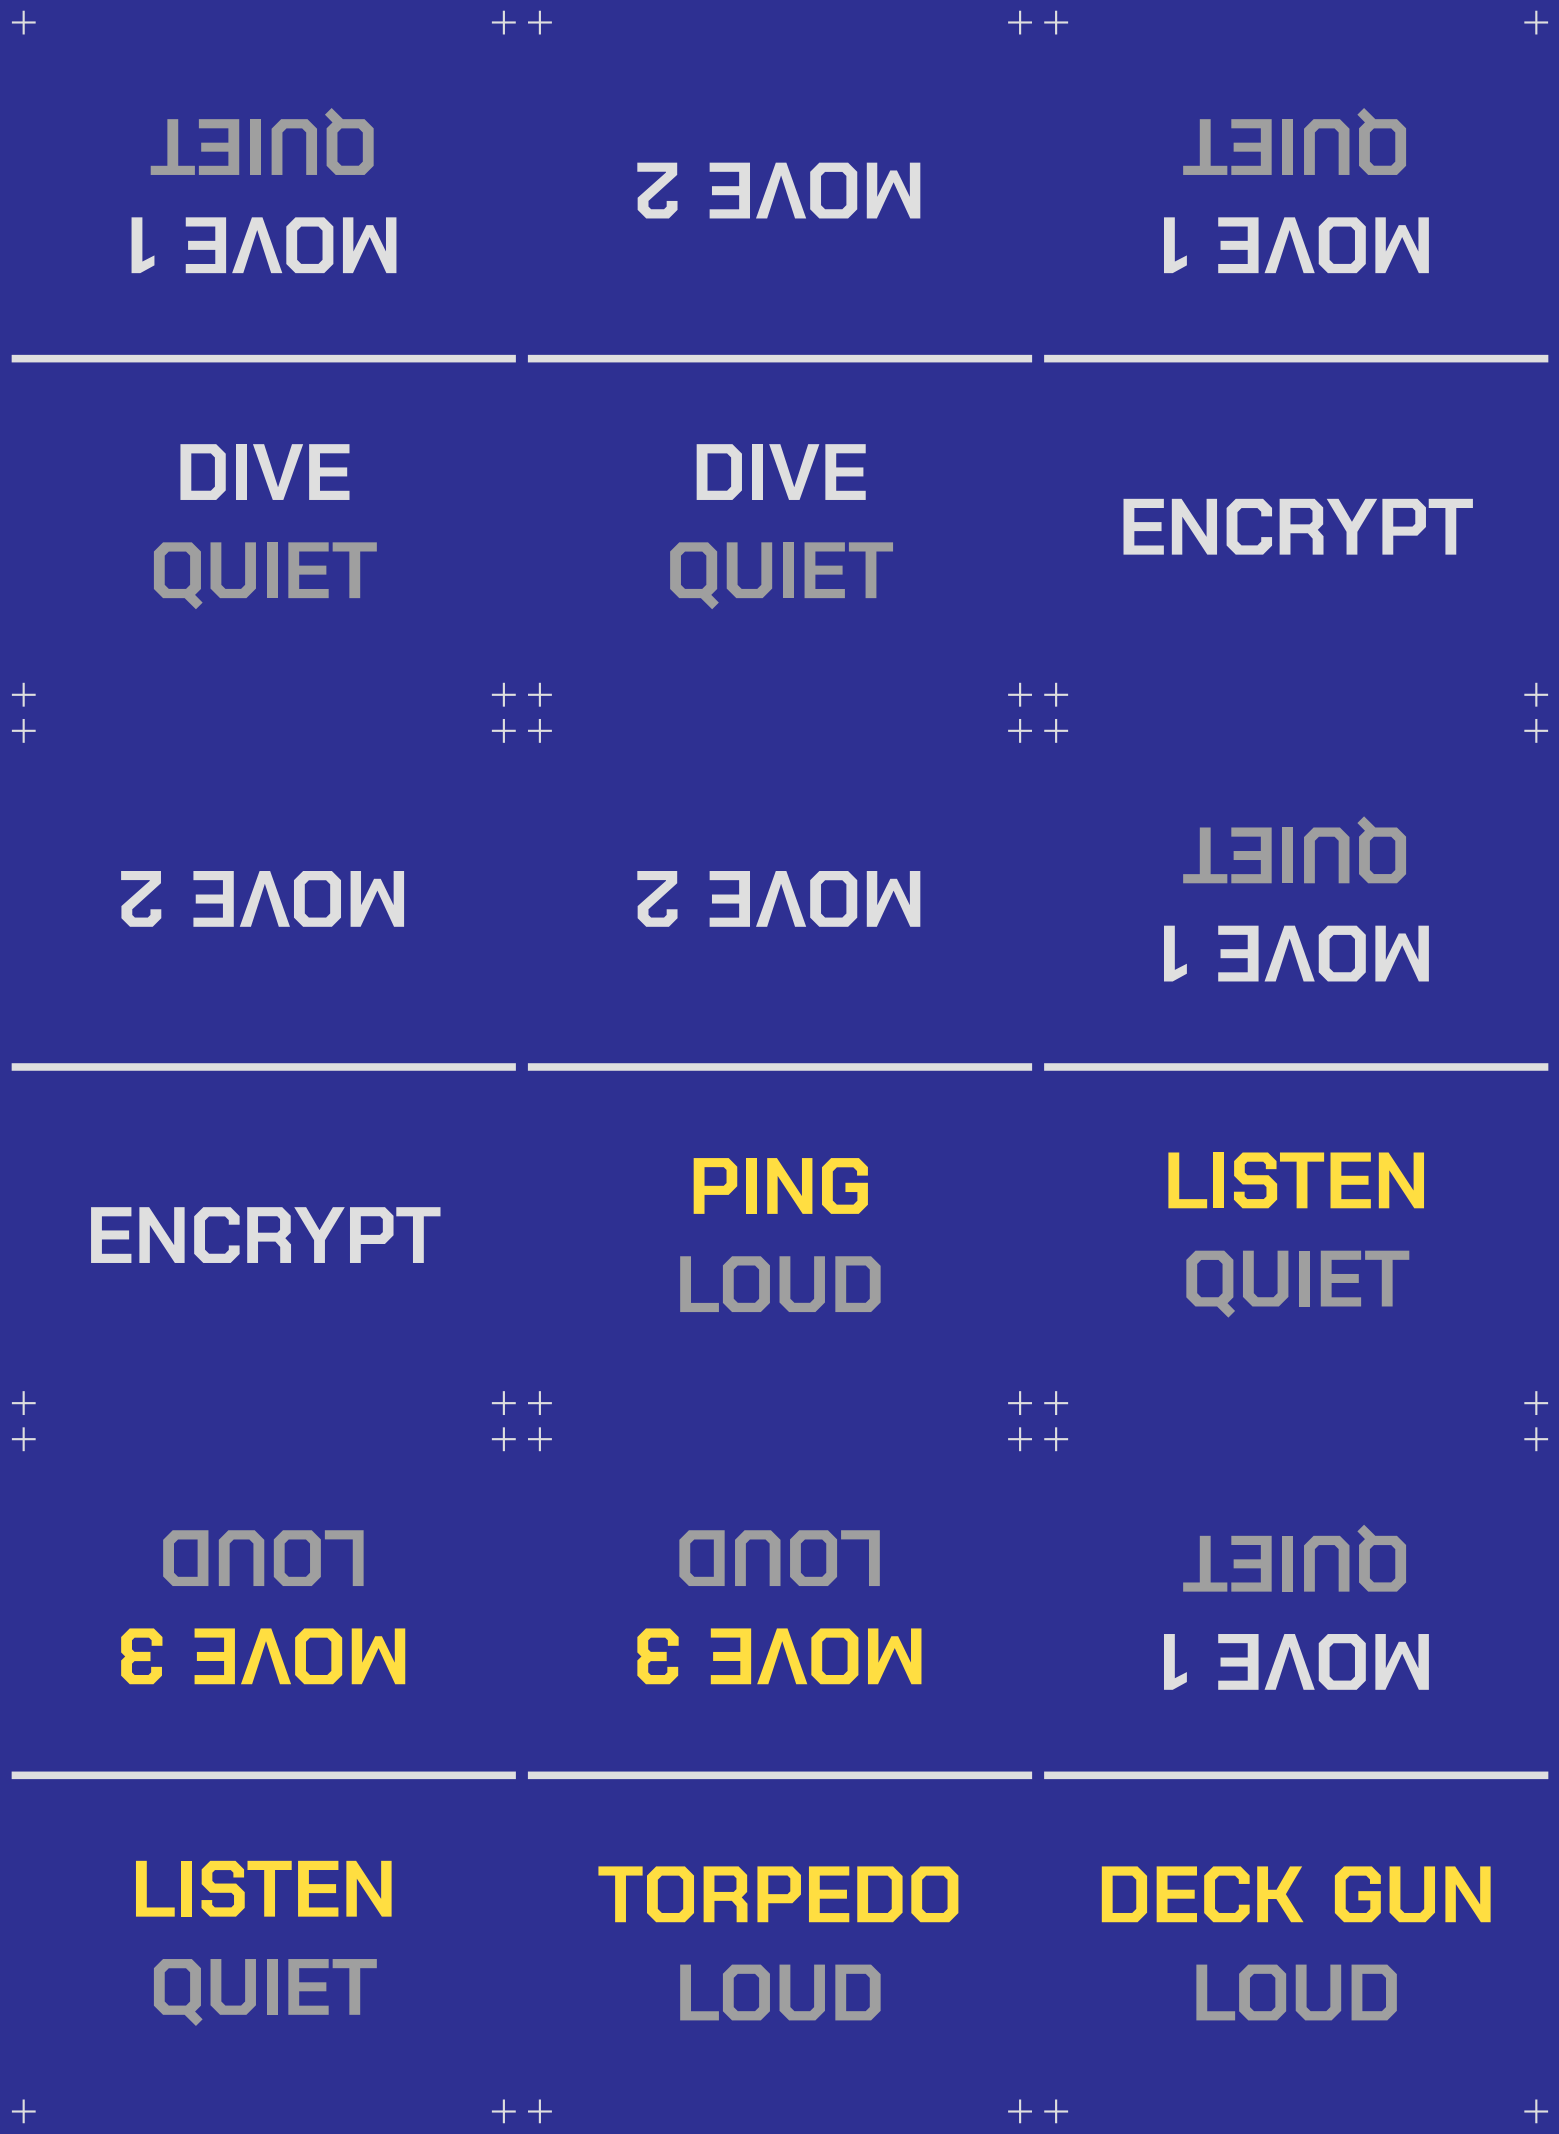 QUIET
MOVE 1
MOVE 2
QUIET
MOVE 1
DIVE
QUIET
DIVE
QUIET
ENCRYPT
MOVE 2
MOVE 2
QUIET
MOVE 1
ENCRYPT
PING
LOUD
LISTEN
QUIET
LOUD
MOVE 3
LOUD
MOVE 3
QUIET
MOVE 1
LISTEN
QUIET
TORPEDO
LOUD
DECK GUN
LOUD